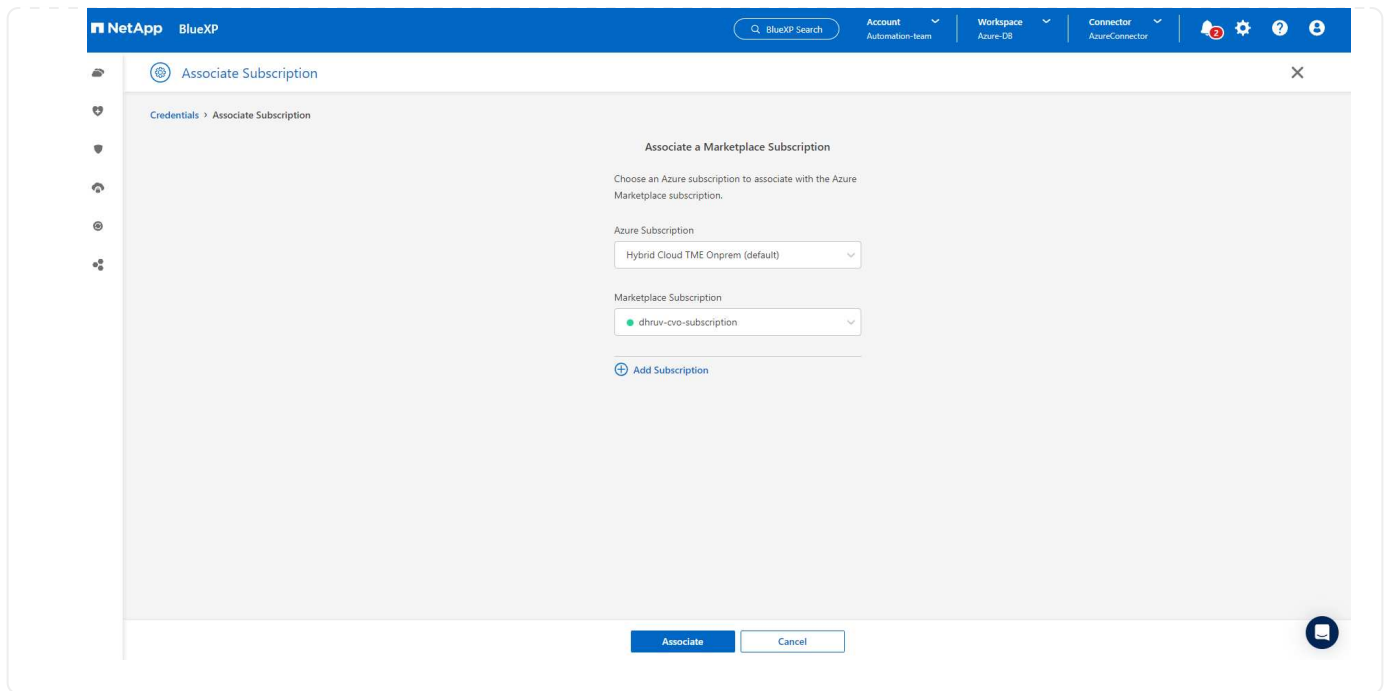 NetApp BlueXP
BlueXP Search
Account
Automation-team
Workspace
Azure-DB
Connector
AzureConnector
2
Associate Subscription
Credentials > Associate Subscription
Associate a Marketplace Subscription
Choose an Azure subscription to associate with the Azure
Marketplace subscription.
Azure Subscription
Hybrid Cloud TME Onprem (default)
Marketplace Subscription
dhruv-cvo-subscription
Add Subscription
Associate
Cancel